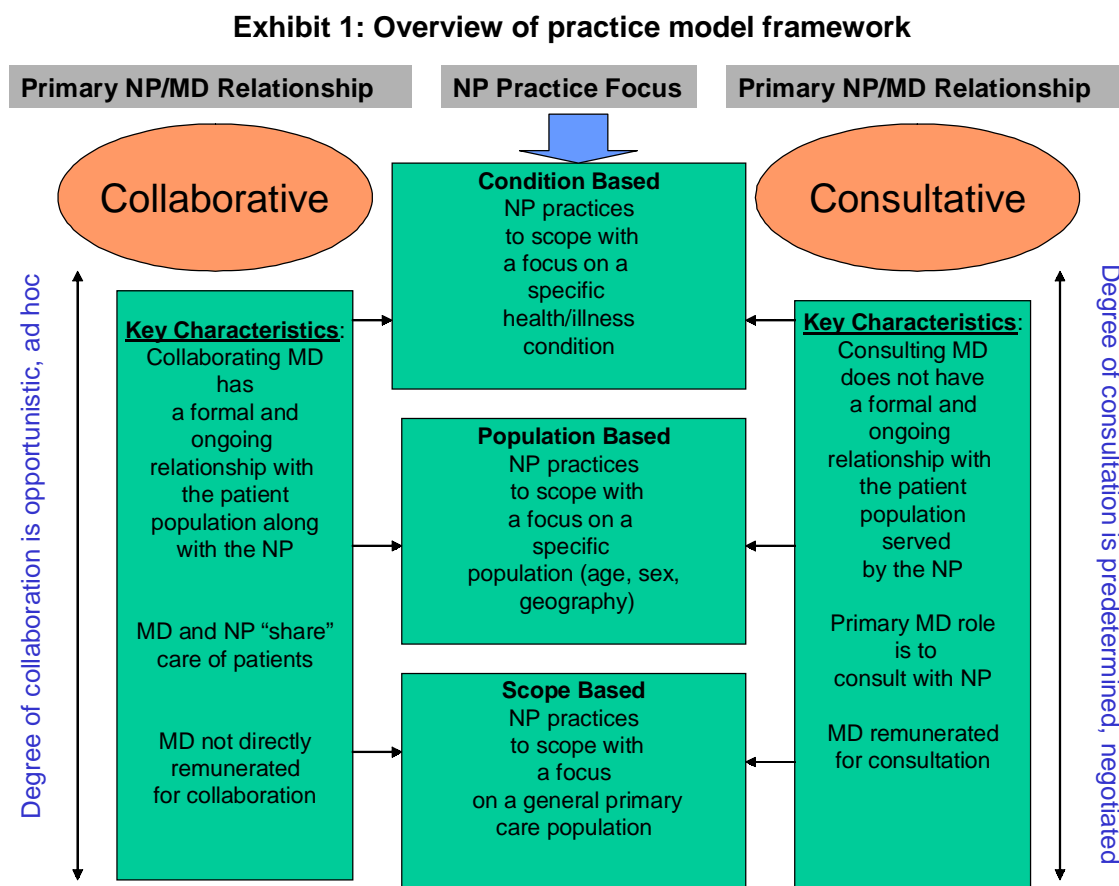 Exhibit 1: Overview of practice model framework
Primary NP/MD Relationship
NP Practice Focus
Primary NP/MD Relationship
Collaborative
Consultative
Degree of collaboration is opportunistic, ad hoc
Key Characteristics:
Collaborating MD
has
a formal and
ongoing
relationship with
the patient
population along
with the NP
MD and NP “share”
care of patients
MD not directly
remunerated
for collaboration
Condition Based
NP practices
to scope with
a focus on a
specific
health/illness
condition
Population Based
NP practices
to scope with
a focus on a
specific
population (age, sex,
geography)
Scope Based
NP practices
to scope with
a focus
on a general primary
care population
Key Characteristics:
Consulting MD
does not have
a formal and
ongoing
relationship with
the patient
population
served
by the NP
Primary MD role
is to
consult with NP
MD remunerated
for consultation
Degree of consultation is predetermined, negotiated